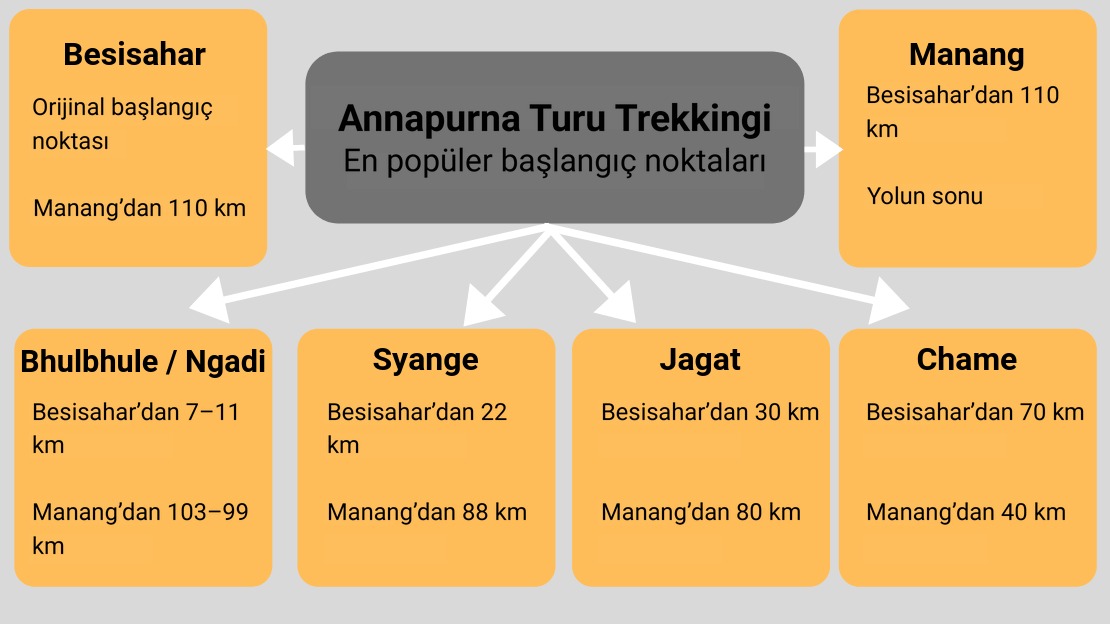 Annapurna Turu Trekkingi
En popüler başlangıç noktaları
Besisahar
Orijinal başlangıç
noktası
Manang’dan 110 km
Manang
Besisahar’dan 110
km
Yolun sonu
Bhulbhule / Ngadi
Besisahar’dan 7–11
km
Manang’dan 103–99
km
Syange
Besisahar’dan 22
km
Manang’dan 88 km
Jagat
Besisahar’dan 30 km
Manang’dan 80 km
Chame
Besisahar’dan 70 km
Manang’dan 40 km